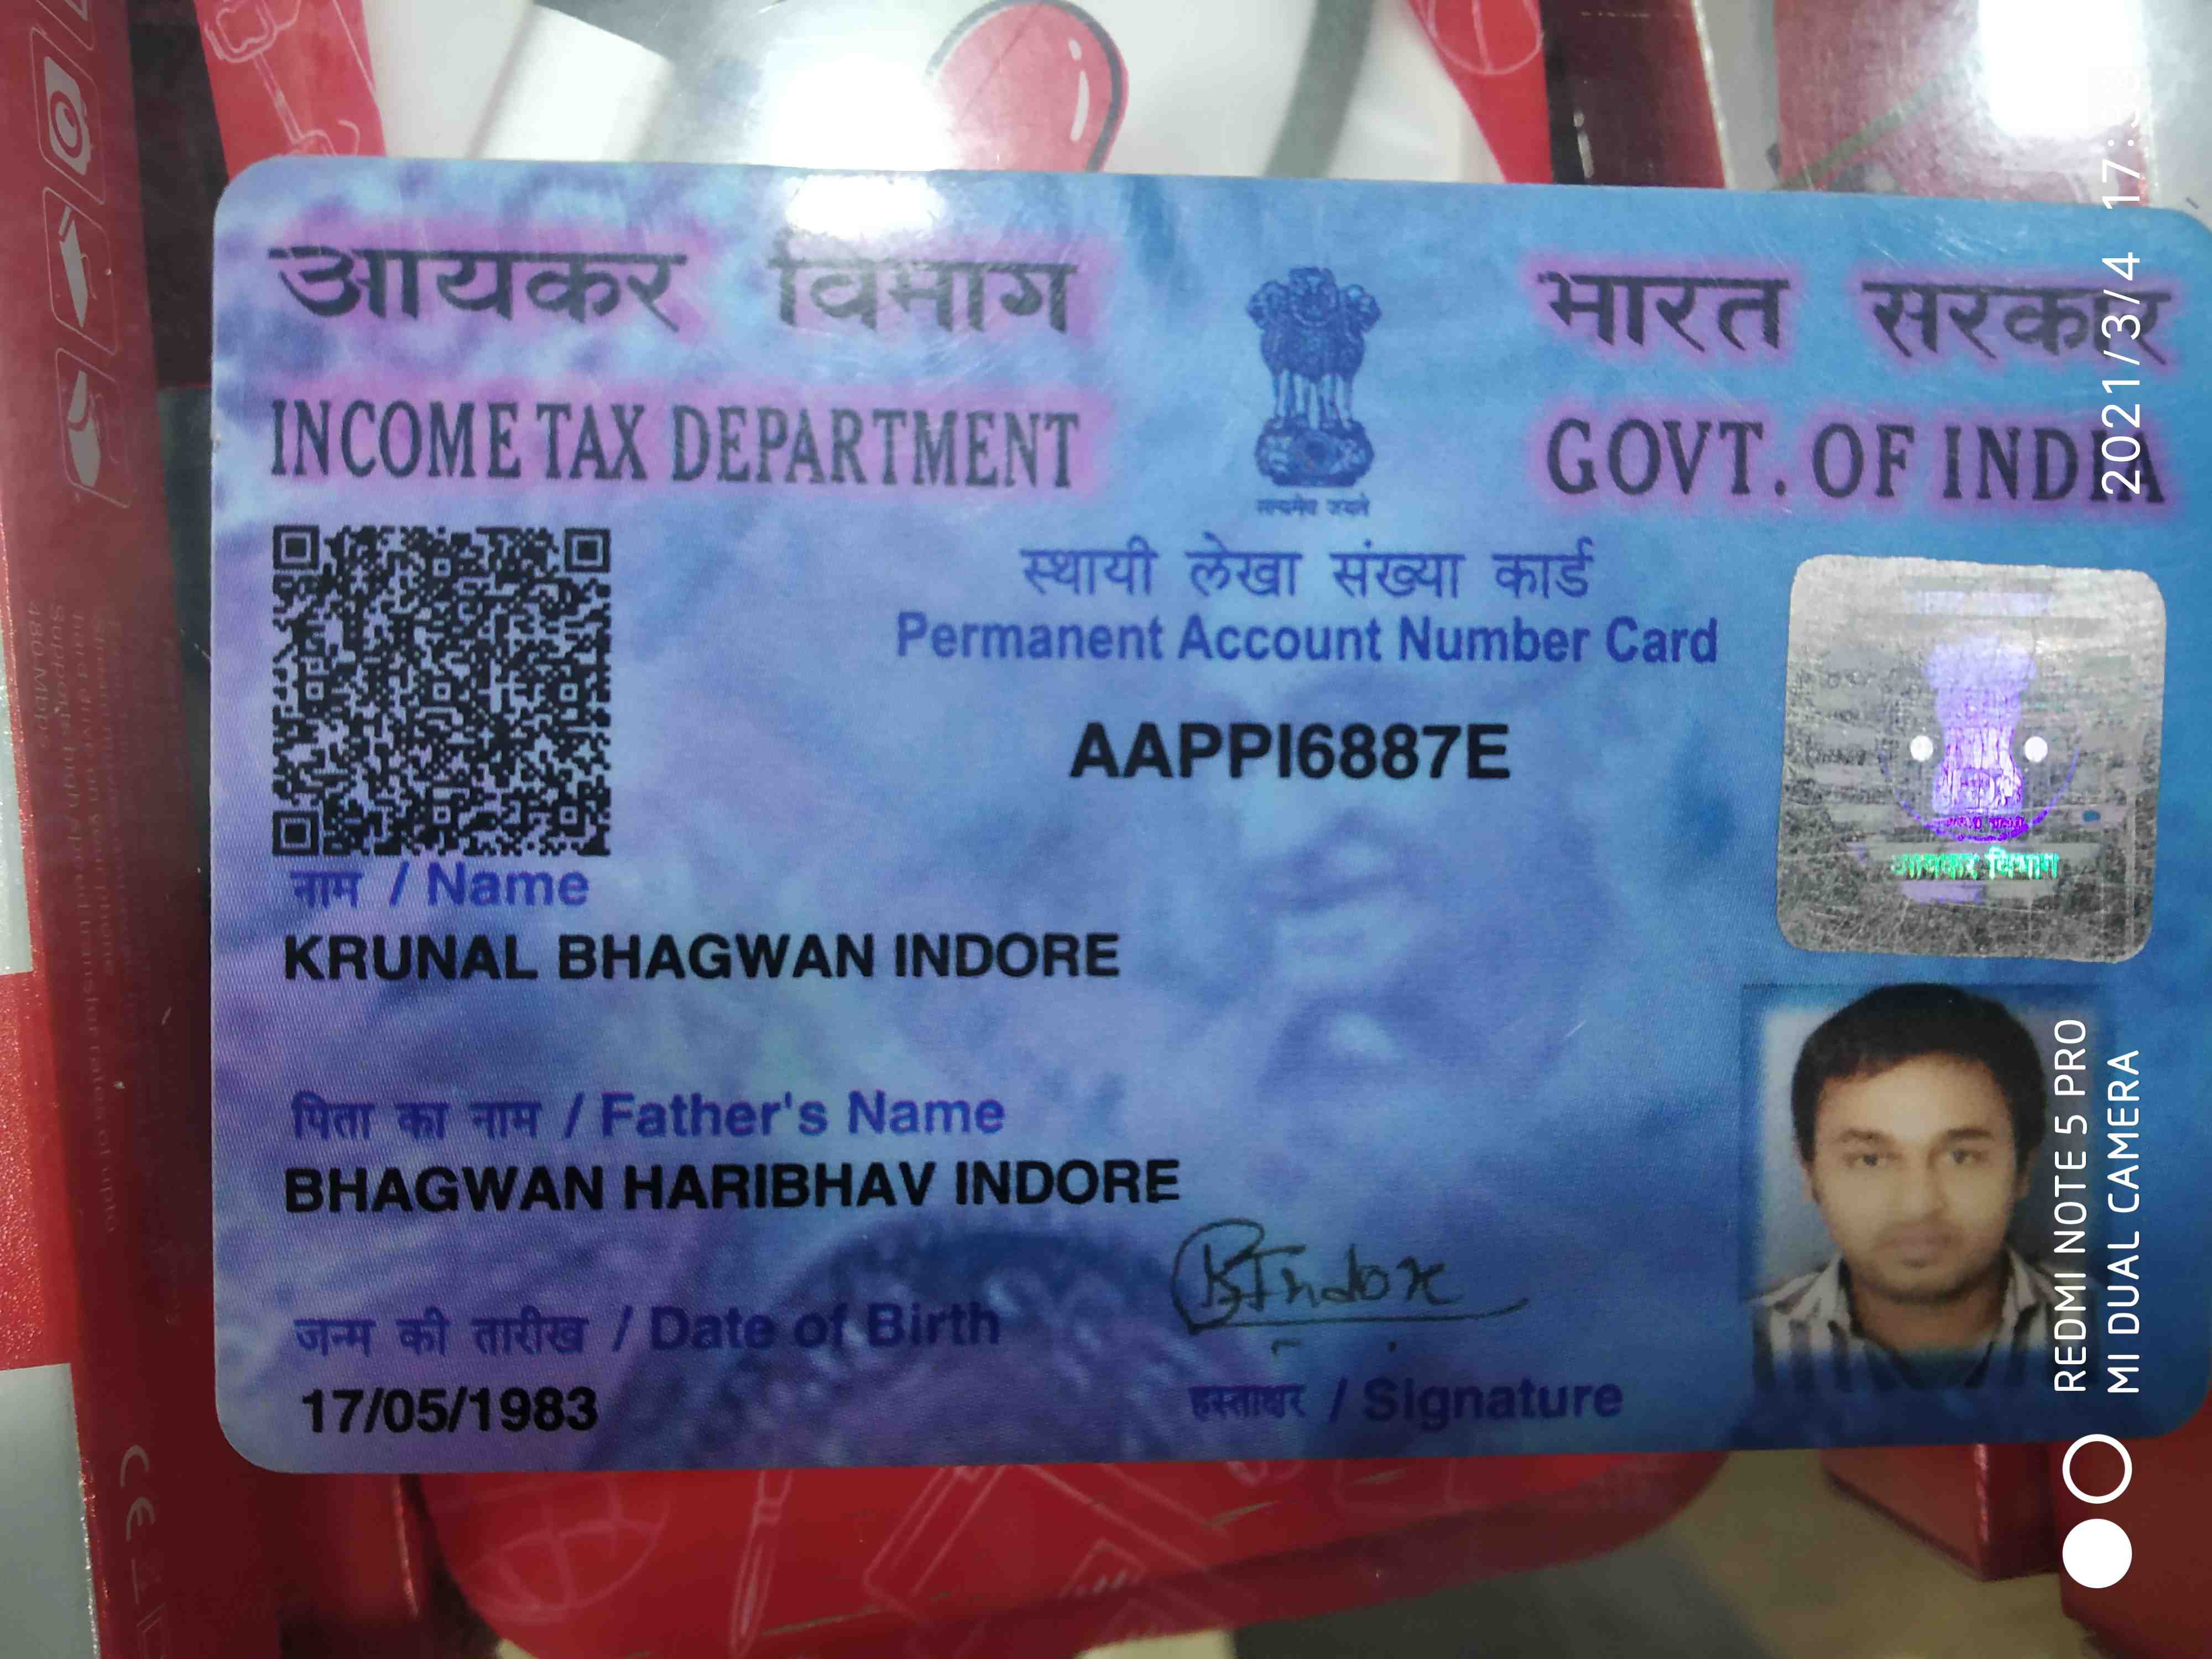 आयकर विभाग
INCOME TAX DEPARTMENT
सत्यमेव जयते
भारत सरकार
GOVT. OF INDIA
स्थायी लेखा संख्या कार्ड
Permanent Account Number Card
AAPPI6887E
आयकर विभाग
नाम / Name
KRUNAL BHAGWAN INDORE
पिता का नाम / Father's Name
BHAGWAN HARIBHAV INDORE
जन्म की तारीख / Date of Birth
17/05/1983
हस्ताक्षर / Signature
REDMI NOTE 5 PRO
MI DUAL CAMERA
2021/3/4 17:
CE